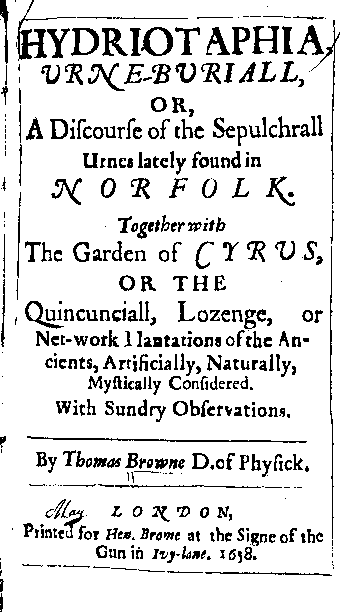 HYDRIOTAPHIA,
URNE-BURIALL,
OR,
A Diſcourſe of the Sepulchrall
Urnes lately found in
NORFOLK.
Together with
The Garden of CYRUS,
OR THE
Quincunciall, Lozenge, or
Net-work Plantations of the An-
cients, Artificially, Naturally,
Myſtically Conſidered.
With Sundry Obſervations.
By Thomas Browne D. of Phyſick.
May LONDON,
Printed for Hen. Brome at the Signe of the
Gun in Ivy-lane. 1658.